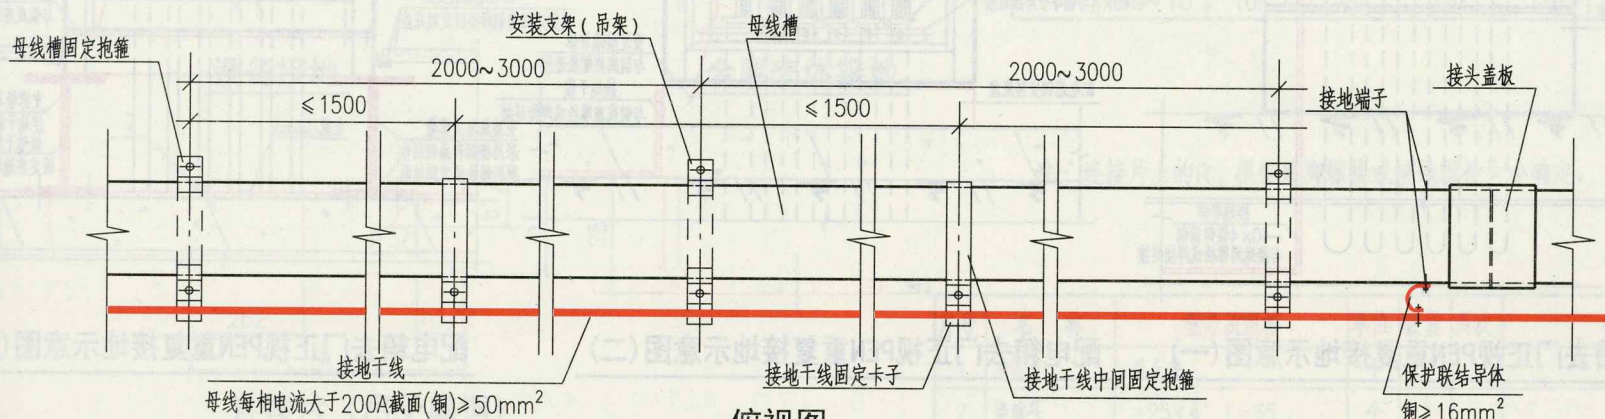 安装支架(吊架)
母线槽
母线槽固定抱箍
2000~3000
2000~3000
接头盖板
接地端子
≤1500
≤1500
接地干线
母线每相电流大于200A截面(铜)≥50mm²
接地干线固定卡子
接地干线中间固定抱箍
保护联结导体
铜≥16mm²
俯视图